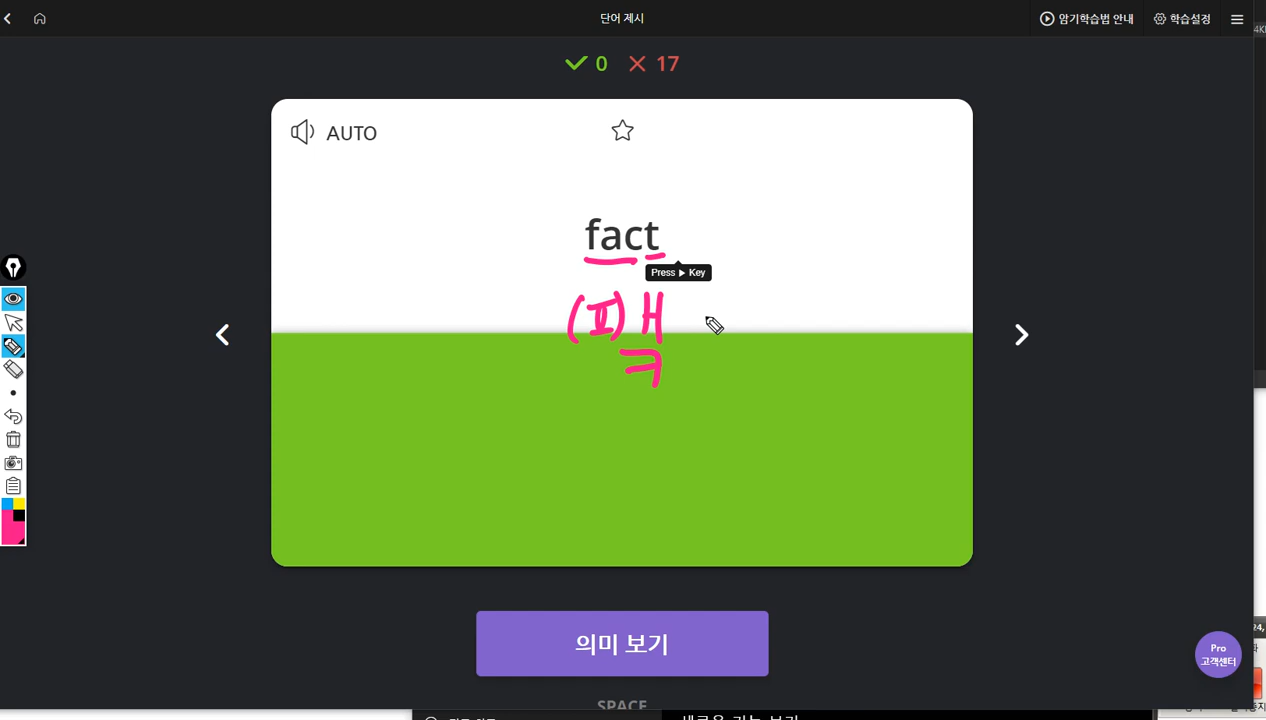 단어 제시
암기학습법 안내
학습설정
0
17
AUTO
fact
Press ▶ Key
(ㅍ) ㅐ
ㅋ
의미 보기
SPACE
Pro
고객센터